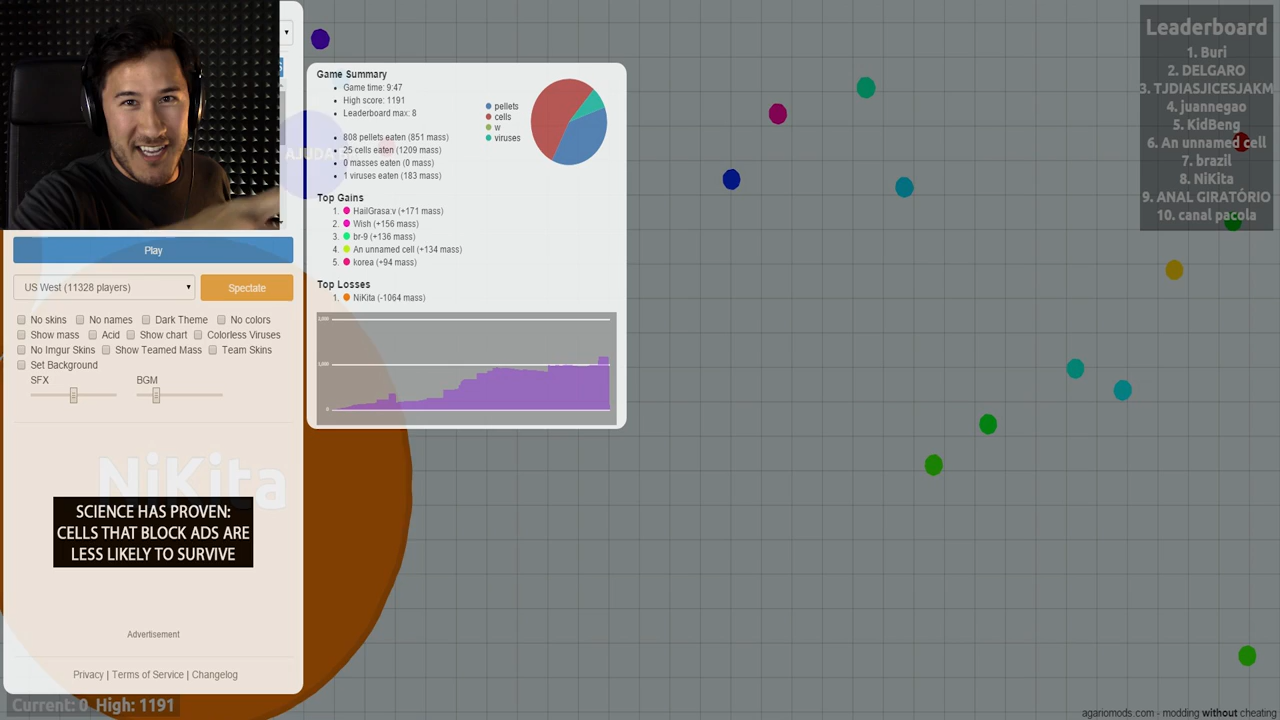 Play
US West (11328 players)
Spectate
No skins No names Dark Theme No colors
Show mass Acid Show chart Colorless Viruses
No Imgur Skins Show Teamed Mass Team Skins
Set Background
SFX BGM
NiKita
SCIENCE HAS PROVEN:
CELLS THAT BLOCK ADS ARE
LESS LIKELY TO SURVIVE
Advertisement
Privacy | Terms of Service | Changelog
Current: 0 High: 1191
AJUDA
Game Summary
Game time: 9:47
High score: 1191
Leaderboard max: 8
808 pellets eaten (851 mass)
25 cells eaten (1209 mass)
0 masses eaten (0 mass)
1 viruses eaten (183 mass)
pellets
cells
w
viruses
Top Gains
1. HailGrasa:v (+171 mass)
2. Wish (+156 mass)
3. br-9 (+136 mass)
4. An unnamed cell (+134 mass)
5. korea (+94 mass)
Top Losses
1. NiKita (-1064 mass)
0
Leaderboard
1. Buri
2. DELGARO
3. TJDIASJICESJAKM
4. juannegao
5. KidBeng
6. An unnamed cell
7. brazil
8. NiKita
9. ANAL GIRATÓRIO
10. canal pacola
agariomods.com - modding without cheating